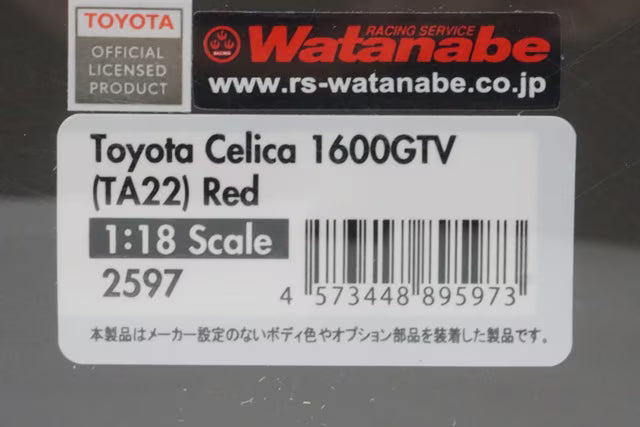 TOYOTA
OFFICIAL
LICENSED
PRODUCT
RACING SERVICE
Watanabe
RACING
www.rs-watanabe.co.jp
Toyota Celica 1600GTV
(TA22) Red
1:18 Scale
2597
4 573448 895973
本製品はメーカー設定のないボディ色やオプション部品を装着した製品です。